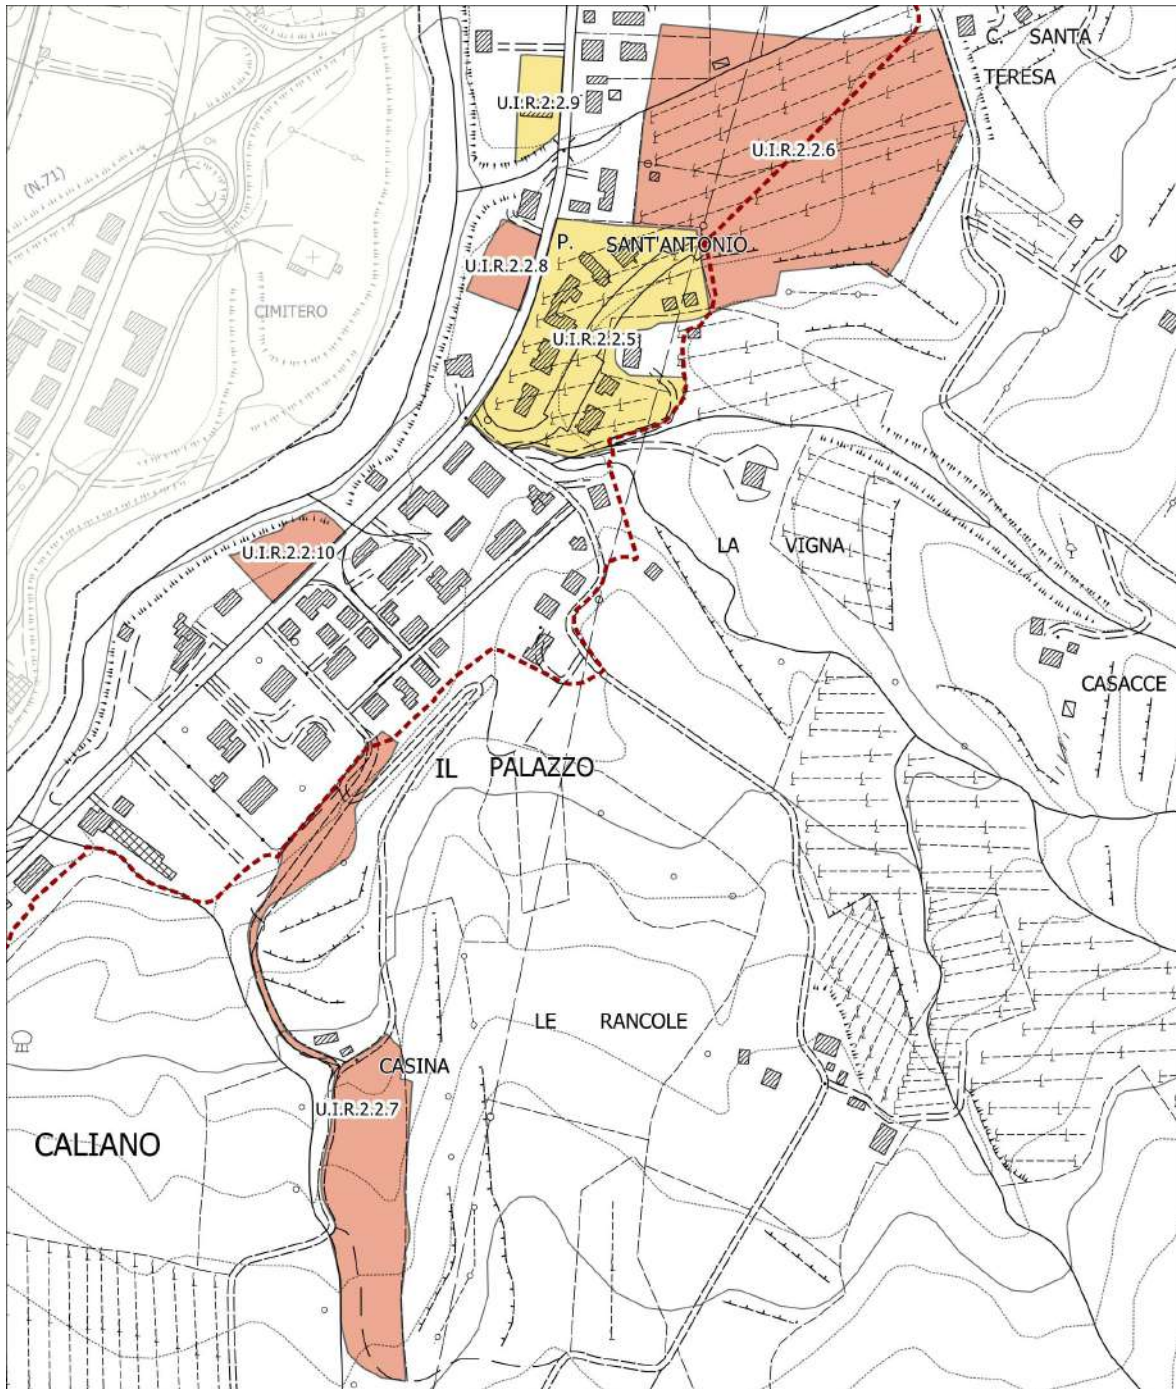 C. SANTA
TERESA
U.I.R.2.2.9
U.I.R.2.2.6
(N.71)
P. SANT'ANTONIO
U.I.R.2.2.8
CIMITERO
U.I.R.2.2.5
LA VIGNA
U.I.R.2.2.10
CASACCE
IL PALAZZO
LE RANCOLE
CASINA
U.I.R.2.2.7
CALIANO